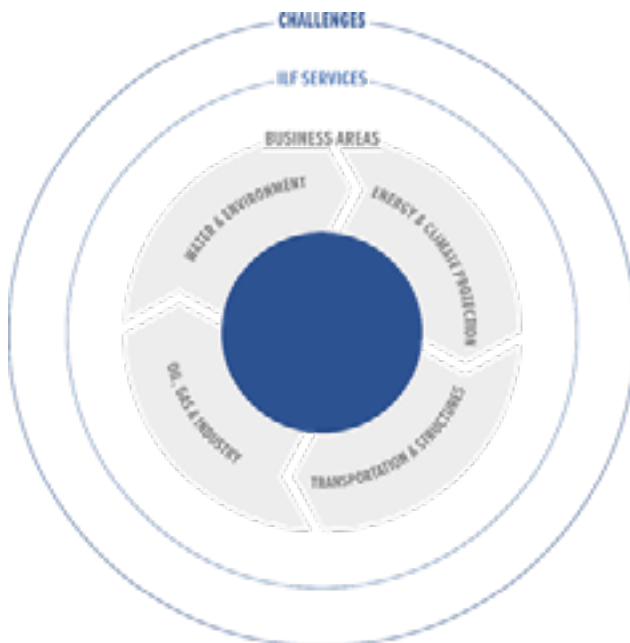 CHALLENGES
ILF SERVICES
BUSINESS AREAS
WATER & ENVIRONMENT
ENERGY & CLIMATE PROTECTION
OIL, GAS & INDUSTRY
TRANSPORTATION & STRUCTURES